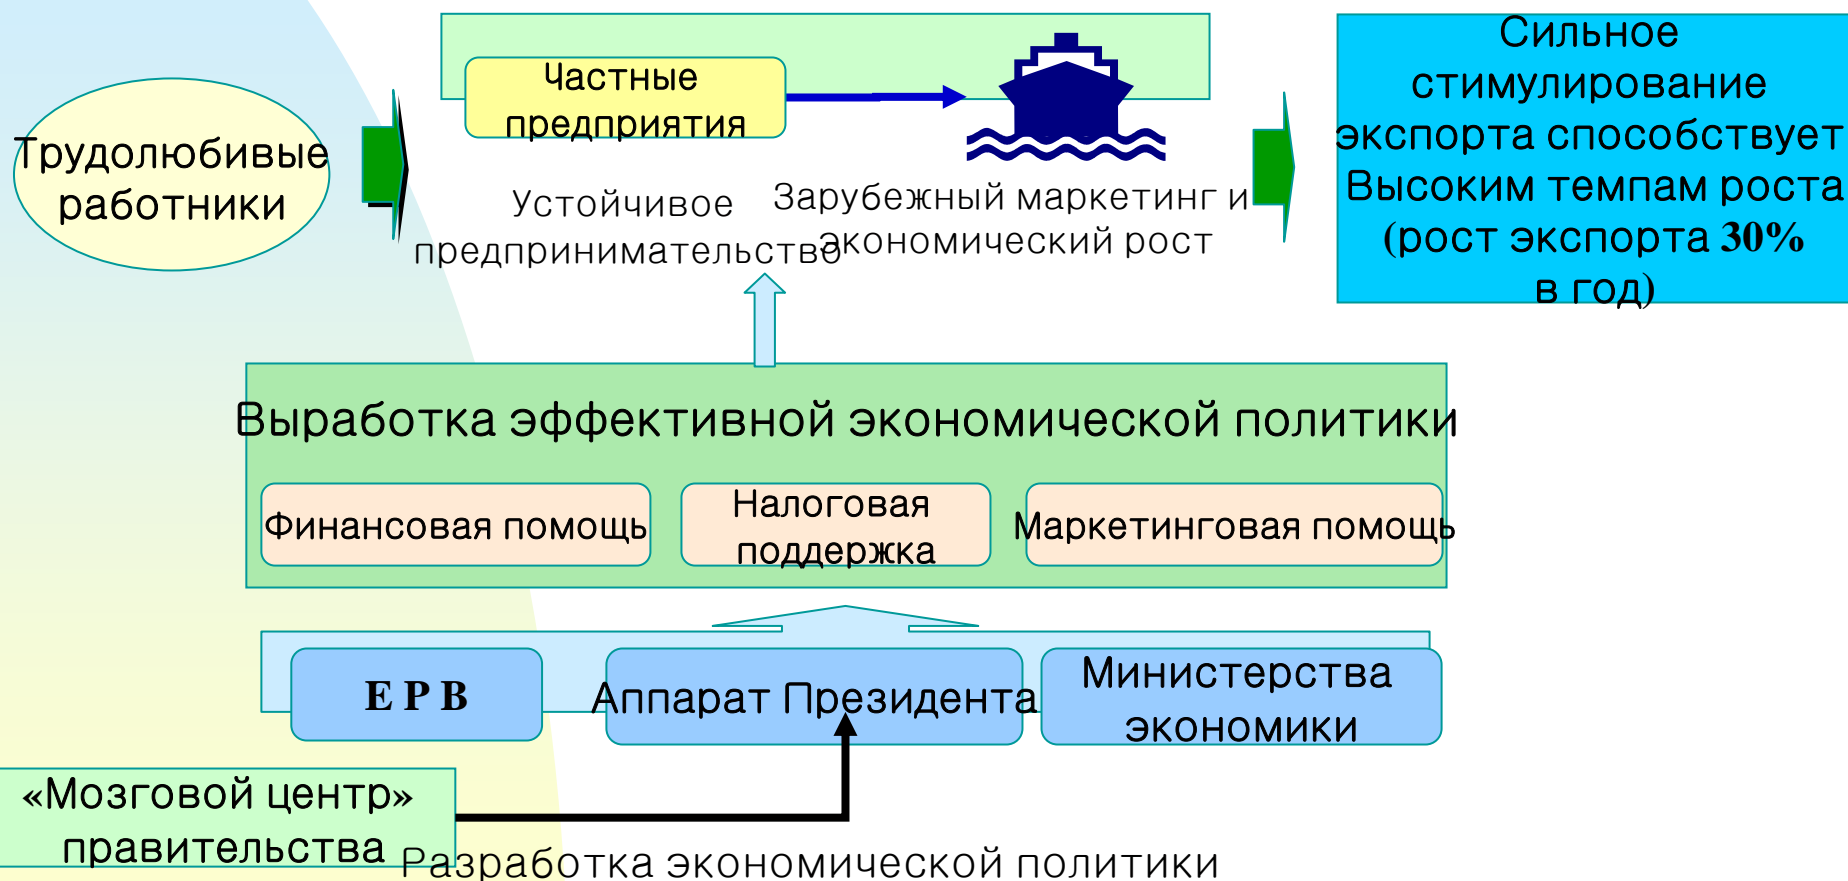 Трудолюбивые
работники
Частные
предприятия
Устойчивое
предпринимательство
Зарубежный маркетинг и
экономический рост
Сильное
стимулирование
экспорта способствует
Высоким темпам роста
(рост экспорта 30%
в год)
Выработка эффективной экономической политики
Финансовая помощь
Налоговая
поддержка
Маркетинговая помощь
E P B
Аппарат Президента
Министерства
экономики
«Мозговой центр»
правительства
Разработка экономической политики